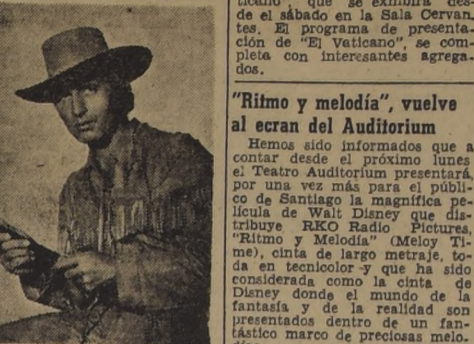 ticano", que se exhibirá des-
de el sábado en la Sala Cervan-
tes. El programa de presenta-
ción de "El Vaticano", se com-
pleta con interesantes agrega-
dos.
"Ritmo y melodía", vuelve
al ecran del Auditorium
Hemos sido informados que a
contar desde el próximo lunes
el Teatro Auditorium presentará,
por una vez más para el públi-
co de Santiago la magnífica pe-
lícula de Walt Disney que dis-
tribuye RKO Radio Pictures,
"Ritmo y Melodía" (Meloy Ti-
me), cinta de largo metraje, to-
da en tecnicolor y que ha sido
considerada como la cinta de
Disney donde el mundo de la
fantasía y de la realidad son
presentados dentro de un fan-
tástico marco de preciosas melo-